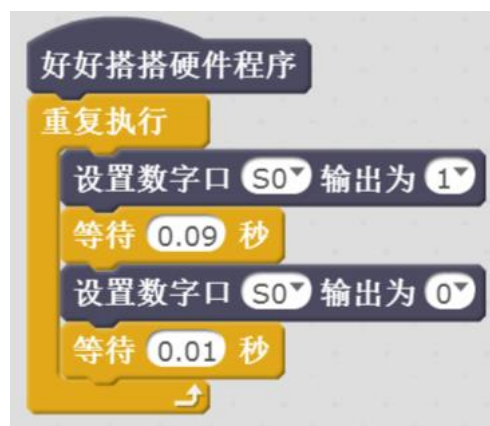 好好搭搭硬件程序
重复执行
设置数字口 S0 输出为 1
等待 0.09 秒
设置数字口 S0 输出为 0
等待 0.01 秒